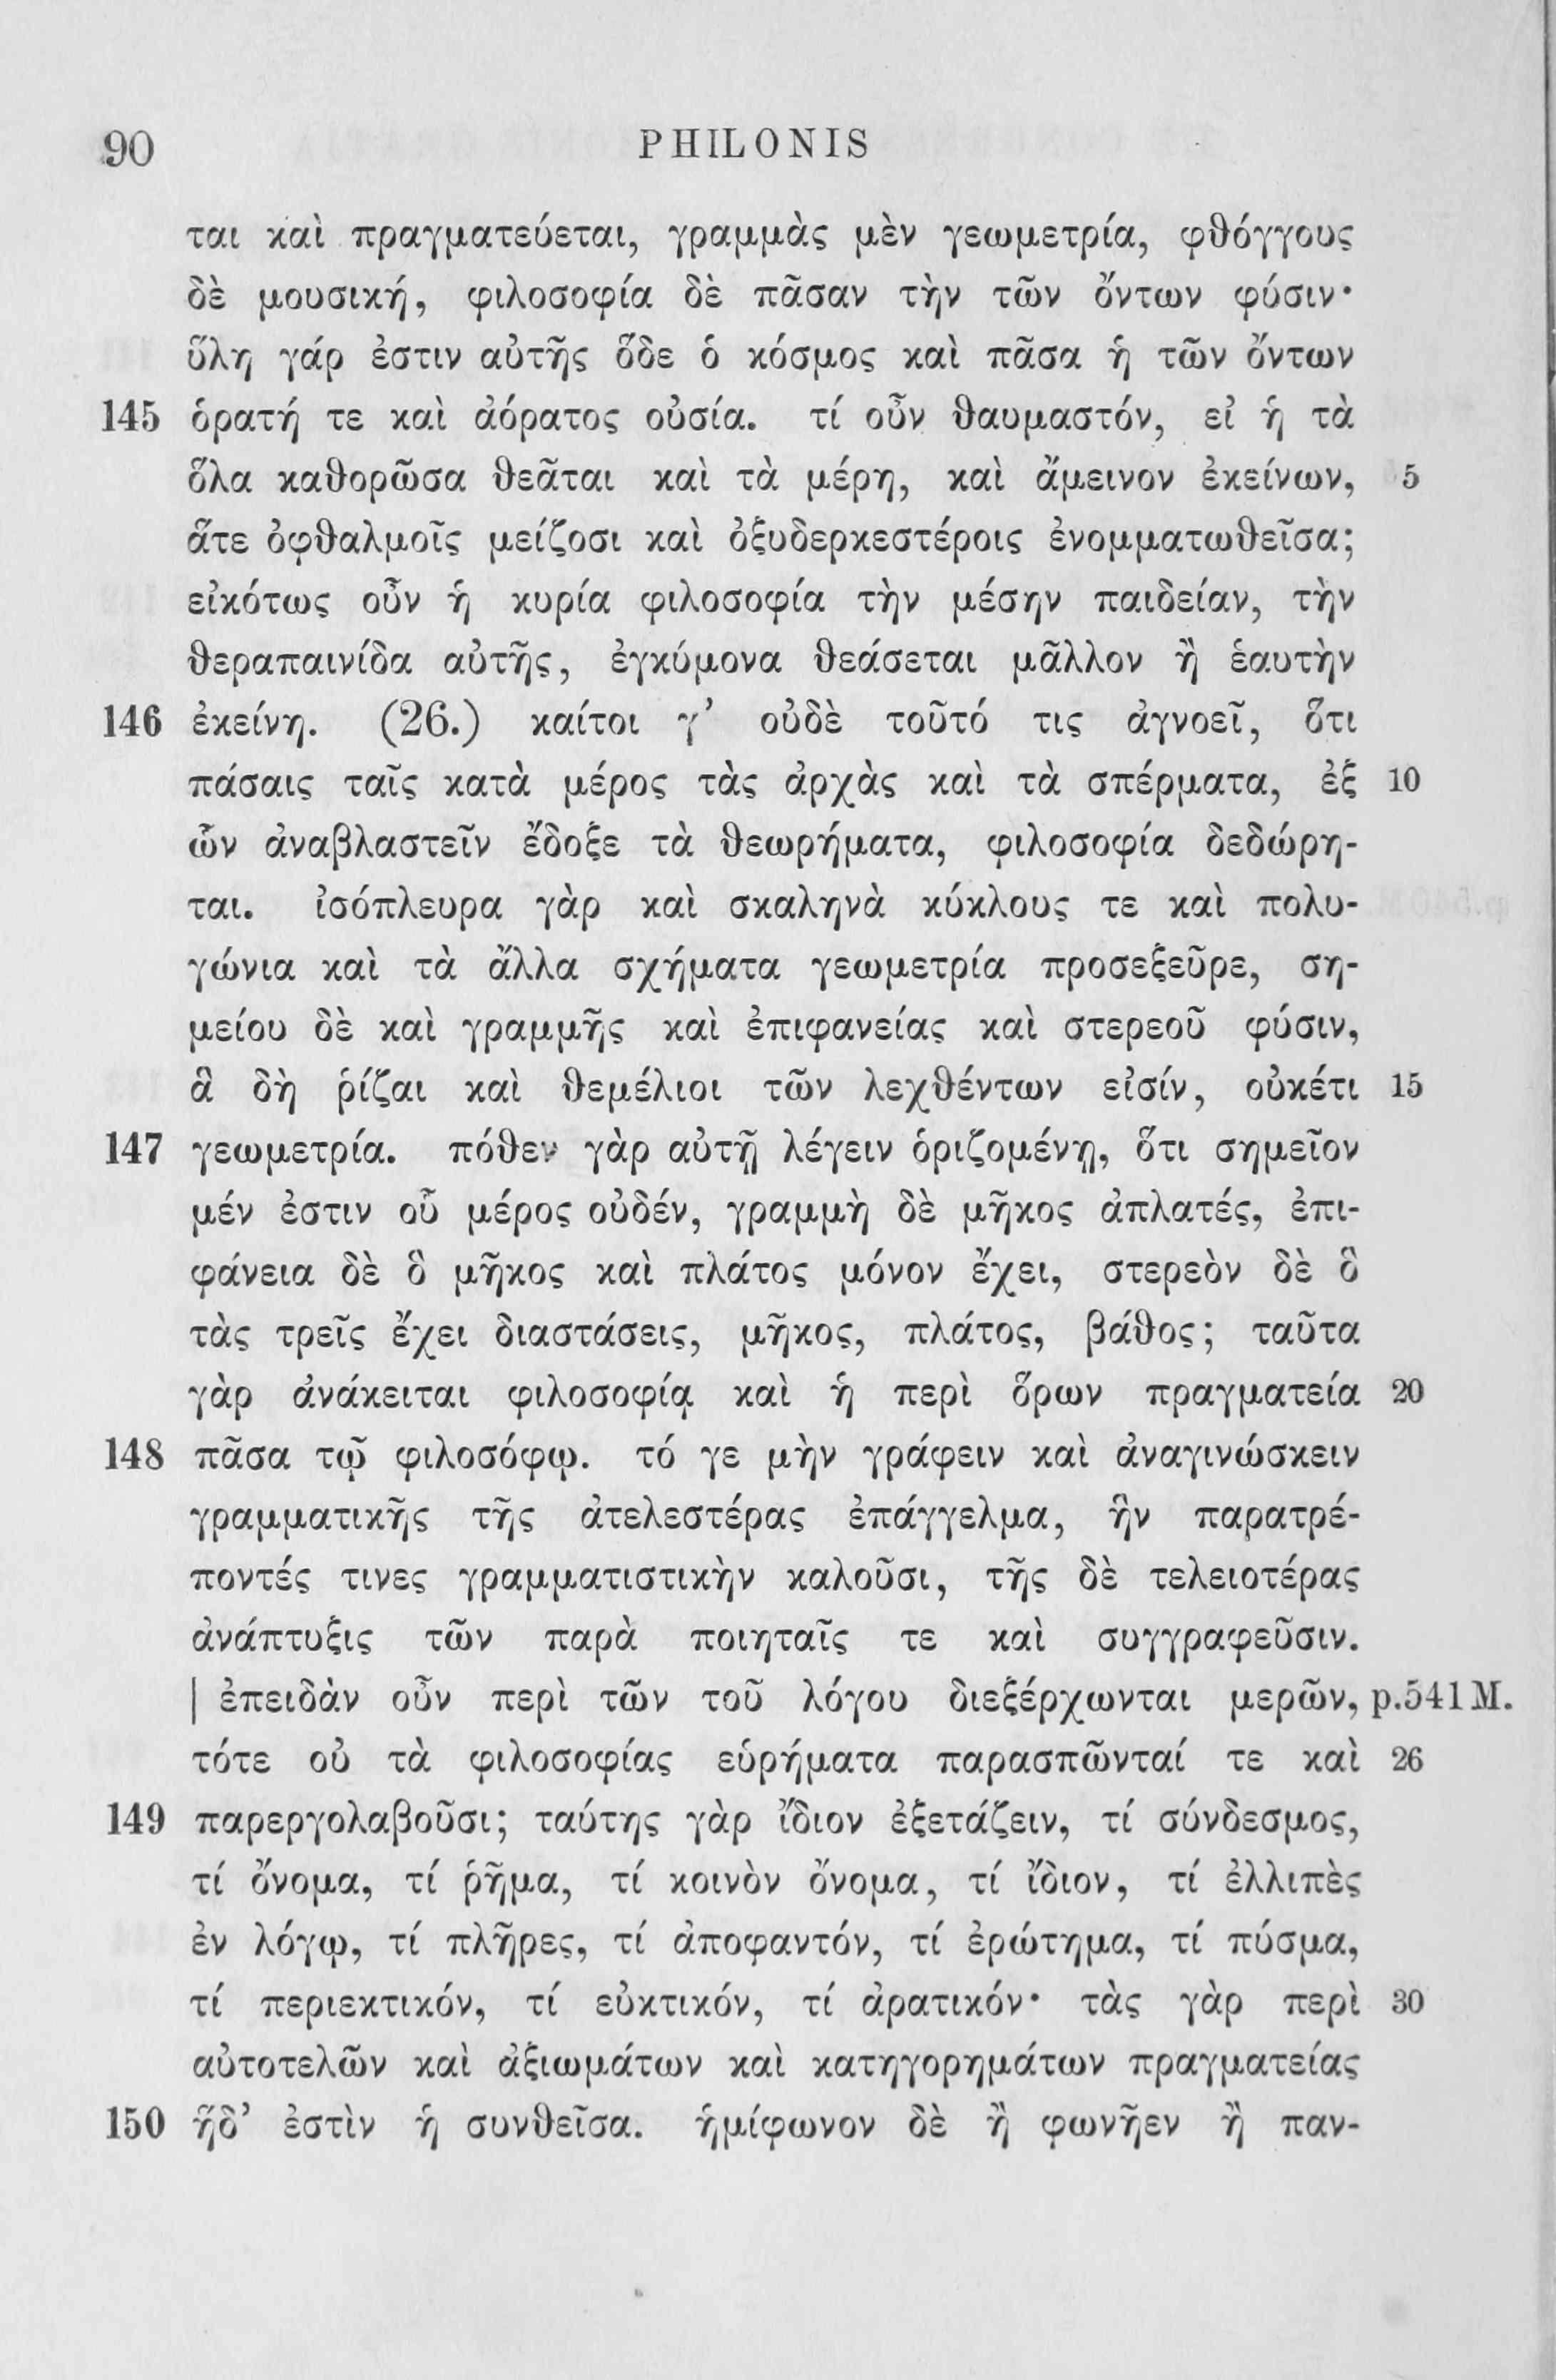 90 PHILONIS
ται καὶ πραγματεύεται, γραμμὰς μὲν γεωμετρία, φθόγγους
δὲ μουσική, φιλοσοφία δὲ πᾶσαν τὴν τῶν ὄντων φύσιν·
ὕλη γάρ ἐστιν αὐτῆς ὅδε ὁ κόσμος καὶ πᾶσα ἡ τῶν ὄντων
145 ὁρατή τε καὶ ἀόρατος οὐσία. τί οὖν θαυμαστόν, εἰ ἡ τὰ
ὅλα καθορῶσα θεᾶται καὶ τὰ μέρη, καὶ ἄμεινον ἐκείνων, 5
ἅτε ὀφθαλμοῖς μείζοσι καὶ ὀξυδερκεστέροις ἐνομματωθεῖσα;
εἰκότως οὖν ἡ κυρία φιλοσοφία τὴν μέσην παιδείαν, τὴν
θεραπαινίδα αὐτῆς, ἐγκύμονα θεάσεται μᾶλλον ἢ ἑαυτὴν
146 ἐκείνη. (26.) καίτοι γ’ οὐδὲ τοῦτό τις ἀγνοεῖ, ὅτι
πάσαις ταῖς κατὰ μέρος τὰς ἀρχὰς καὶ τὰ σπέρματα, ἐξ 10
ὧν ἀναβλαστεῖν ἔδοξε τὰ θεωρήματα, φιλοσοφία δεδώρη-
ται. ἰσόπλευρα γὰρ καὶ σκαληνὰ κύκλους τε καὶ πολυ-
γώνια καὶ τὰ ἄλλα σχήματα γεωμετρία προσεξεῦρε, ση-
μείου δὲ καὶ γραμμῆς καὶ ἐπιφανείας καὶ στερεοῦ φύσιν,
ἃ δὴ ῥίζαι καὶ θεμέλιοι τῶν λεχθέντων εἰσίν, οὐκέτι 15
147 γεωμετρία. πόθεν γὰρ αὐτῇ λέγειν ὁριζομένῃ, ὅτι σημεῖον
μέν ἐστιν οὗ μέρος οὐδέν, γραμμὴ δὲ μῆκος ἀπλατές, ἐπι-
φάνεια δὲ ὃ μῆκος καὶ πλάτος μόνον ἔχει, στερεὸν δὲ ὃ
τὰς τρεῖς ἔχει διαστάσεις, μῆκος, πλάτος, βάθος; ταῦτα
γὰρ ἀνάκειται φιλοσοφίᾳ καὶ ἡ περὶ ὅρων πραγματεία 20
148 πᾶσα τῷ φιλοσόφῳ. τό γε μὴν γράφειν καὶ ἀναγινώσκειν
γραμματικῆς τῆς ἀτελεστέρας ἐπάγγελμα, ἣν παρατρέ-
ποντές τινες γραμματιστικὴν καλοῦσι, τῆς δὲ τελειοτέρας
ἀνάπτυξις τῶν παρὰ ποιηταῖς τε καὶ συγγραφεῦσιν.
| ἐπειδὰν οὖν περὶ τῶν τοῦ λόγου διεξέρχωνται μερῶν, p.541 M.
τότε οὐ τὰ φιλοσοφίας εὑρήματα παρασπῶνταί τε καὶ 26
149 παρεργολαβοῦσι; ταύτης γὰρ ἴδιον ἐξετάζειν, τί σύνδεσμος,
τί ὄνομα, τί ῥῆμα, τί κοινὸν ὄνομα, τί ἴδιον, τί ἐλλιπὲς
ἐν λόγῳ, τί πλῆρες, τί ἀποφαντόν, τί ἐρώτημα, τί πύσμα,
τί περιεκτικόν, τί εὐκτικόν, τί ἀρατικόν· τὰς γὰρ περὶ 30
αὐτοτελῶν καὶ ἀξιωμάτων καὶ κατηγορημάτων πραγματείας
150 ἥδ’ ἐστὶν ἡ συνθεῖσα. ἡμίφωνον δὲ ἢ φωνῆεν ἢ παν-